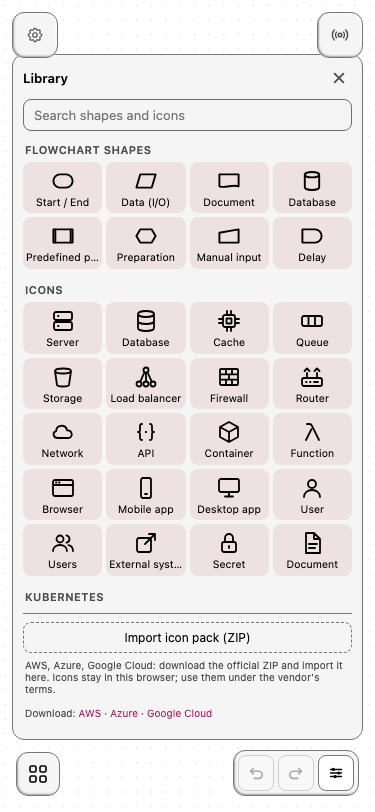 Library
Search shapes and icons
FLOWCHART SHAPES
Start / End
Data (I/O)
Document
Database
Predefined p...
Preparation
Manual input
Delay
ICONS
Server
Database
Cache
Queue
Storage
Load balancer
Firewall
Router
Network
API
Container
Function
Browser
Mobile app
Desktop app
User
Users
External syst...
Secret
Document
KUBERNETES
Import icon pack (ZIP)
AWS, Azure, Google Cloud: download the official ZIP and import it
here. Icons stay in this browser; use them under the vendor's
terms.
Download: AWS · Azure · Google Cloud